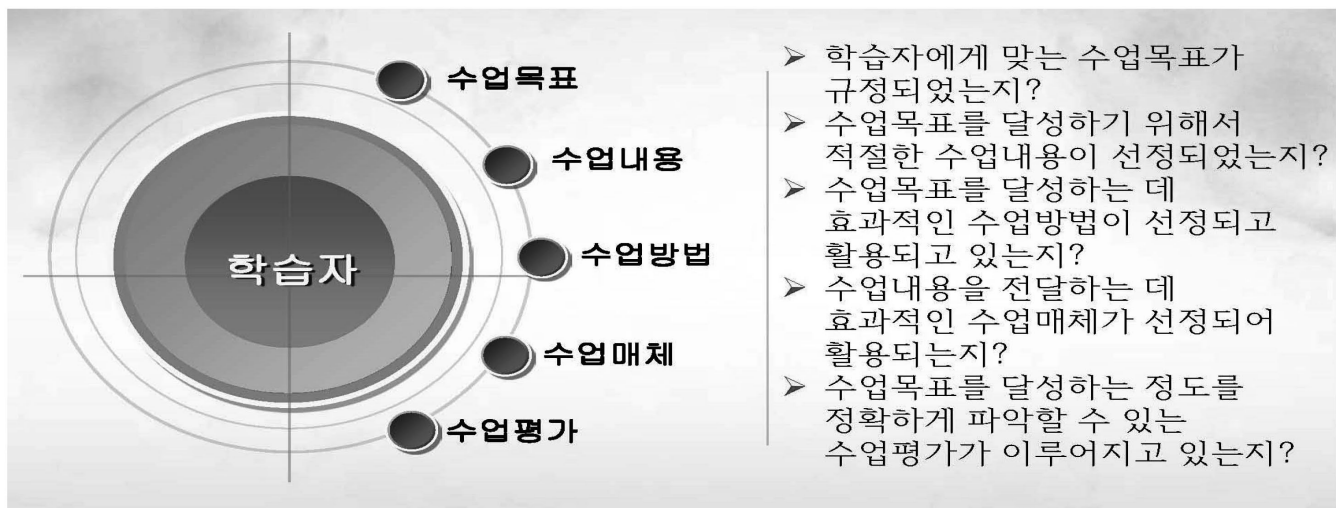 학습자
수업목표
수업내용
수업방법
수업매체
수업평가
➢ 학습자에게 맞는 수업목표가
규정되었는지?
➢ 수업목표를 달성하기 위해서
적절한 수업내용이 선정되었는지?
➢ 수업목표를 달성하는 데
효과적인 수업방법이 선정되고
활용되고 있는지?
➢ 수업내용을 전달하는 데
효과적인 수업매체가 선정되어
활용되는지?
➢ 수업목표를 달성하는 정도를
정확하게 파악할 수 있는
수업평가가 이루어지고 있는지?